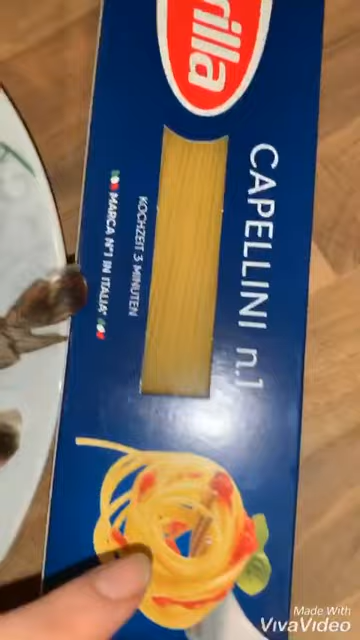 rilla
CAPELLINI n.1
KOCHZEIT 3 MINUTEN
MARCA N°1 IN ITALIA*
Made With
VivaVideo